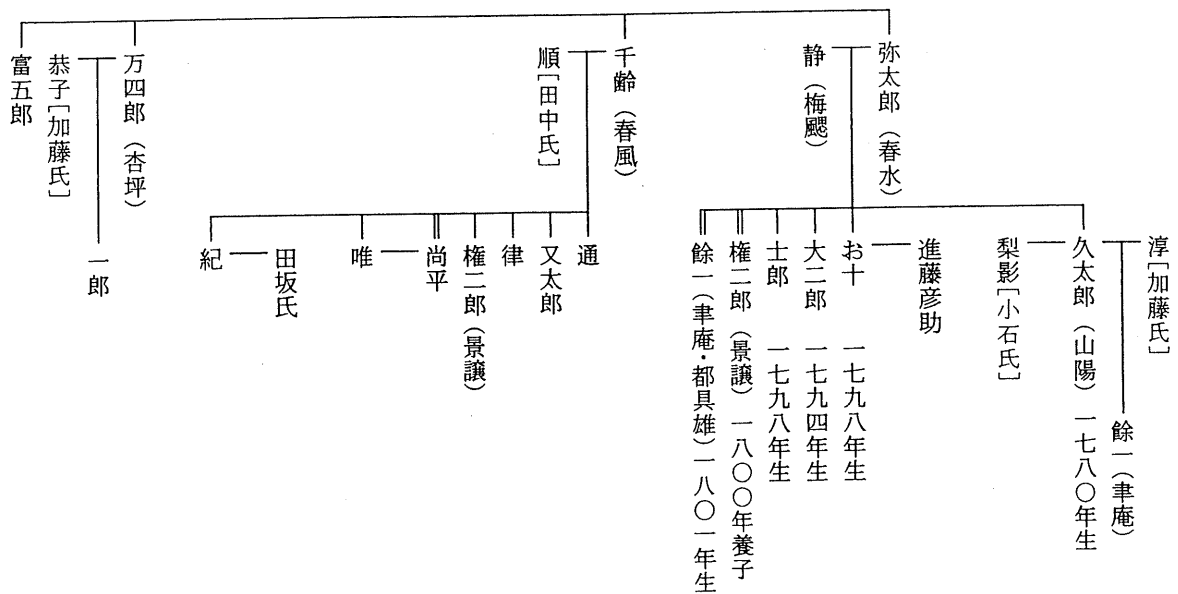 弥太郎（春水）
静（梅颸）
千齢（春風）
順［田中氏］
万四郎（杏坪）
恭子［加藤氏］
富五郎
淳［加藤氏］
餘一（聿庵）
久太郎（山陽）一七八〇年生
梨影［小石氏］
進藤彦助
お十　一七九八年生
大二郎　一七九四年生
士郎　一七九八年生
権二郎（景譲）一八〇〇年養子
餘一（聿庵・都具雄）一八〇一年生
通
又太郎
律
権二郎（景譲）
尚平
唯
田坂氏
紀
一郎